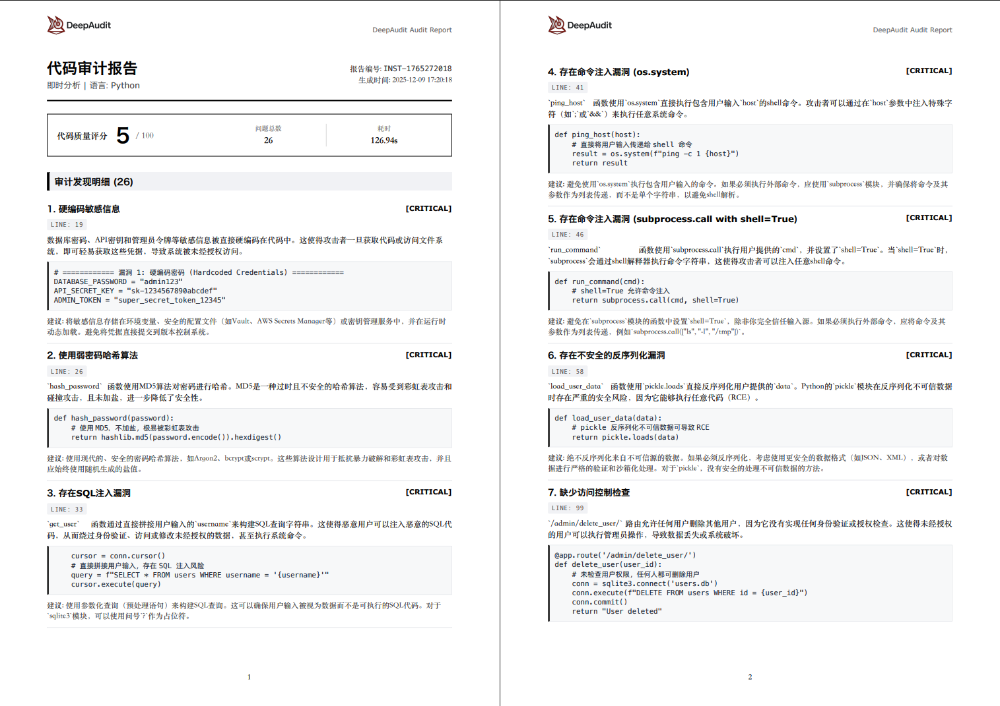 DeepAudit
DeepAudit Audit Report
代码审计报告
即时分析 | 语言: Python
报告编号: INST-1765272018
生成时间: 2025-12-09 17:20:18
代码质量评分 5 / 100
问题总数
26
耗时
126.94s
审计发现明细 (26)
1. 硬编码敏感信息 [CRITICAL]
LINE: 19
数据库密码、API密钥和管理员令牌等敏感信息被直接硬编码在代码中。这使得攻击者一旦获取代码或访问文件系
统，即可轻易获取这些凭据，导致系统被未经授权访问。
# ============ 漏洞 1: 硬编码密码 (Hardcoded Credentials) ============
DATABASE_PASSWORD = "admin123"
API_SECRET_KEY = "sk-1234567890abcdef"
ADMIN_TOKEN = "super_secret_token_12345"
建议: 将敏感信息存储在环境变量、安全的配置文件（如Vault、AWS Secrets Manager等）或密钥管理服务中，并在运行时
动态加载。避免将凭据直接提交到版本控制系统。
2. 使用弱密码哈希算法 [CRITICAL]
LINE: 26
`hash_password` 函数使用MD5算法对密码进行哈希。MD5是一种过时且不安全的哈希算法，容易受到彩虹表攻击和
碰撞攻击，且未加盐，进一步降低了安全性。
def hash_password(password):
    # 使用 MD5，不加盐，极易被彩虹表攻击
    return hashlib.md5(password.encode()).hexdigest()
建议: 使用现代的、安全的密码哈希算法，如Argon2、bcrypt或scrypt。这些算法设计用于抵抗暴力破解和彩虹表攻击，并且
应始终使用随机生成的盐值。
3. 存在SQL注入漏洞 [CRITICAL]
LINE: 33
`get_user` 函数通过直接拼接用户输入的`username`来构建SQL查询字符串。这使得恶意用户可以注入恶意的SQL代
码，从而绕过身份验证、访问或修改未经授权的数据，甚至执行系统命令。
    cursor = conn.cursor()
    # 直接拼接用户输入，存在 SQL 注入风险
    query = f"SELECT * FROM users WHERE username = '{username}'"
    cursor.execute(query)
建议: 使用参数化查询（预处理语句）来构建SQL查询。这可以确保用户输入被视为数据而不是可执行的SQL代码。对于
`sqlite3`模块，可以使用问号`?`作为占位符。
1
DeepAudit
DeepAudit Audit Report
4. 存在命令注入漏洞 (os.system) [CRITICAL]
LINE: 41
`ping_host` 函数使用`os.system`直接执行包含用户输入`host`的shell命令。攻击者可以通过在`host`参数中注入特殊字
符（如`;`或`&&`）来执行任意系统命令。
def ping_host(host):
    # 直接将用户输入传递给 shell 命令
    result = os.system(f"ping -c 1 {host}")
    return result
建议: 避免使用`os.system`执行包含用户输入的命令。如果必须执行外部命令，应使用`subprocess`模块，并确保将命令及其
参数作为列表传递，而不是单个字符串，以避免shell解析。
5. 存在命令注入漏洞 (subprocess.call with shell=True) [CRITICAL]
LINE: 46
`run_command` 函数使用`subprocess.call`执行用户提供的`cmd`，并设置了`shell=True`。当`shell=True`时，
`subprocess`会通过shell解释器执行命令字符串，这使得攻击者可以注入任意shell命令。
def run_command(cmd):
    # shell=True 允许命令注入
    return subprocess.call(cmd, shell=True)
建议: 避免在`subprocess`模块的函数中设置`shell=True`，除非你完全信任输入源。如果必须执行外部命令，应将命令及其
参数作为列表传递，例如`subprocess.call(["ls", "-l", "/tmp"])`。
6. 存在不安全的反序列化漏洞 [CRITICAL]
LINE: 58
`load_user_data` 函数使用`pickle.loads`直接反序列化用户提供的`data`。Python的`pickle`模块在反序列化不可信数据
时存在严重的安全风险，因为它能够执行任意代码（RCE）。
def load_user_data(data):
    # pickle 反序列化不可信数据可导致 RCE
    return pickle.loads(data)
建议: 绝不反序列化来自不可信源的数据。如果必须反序列化，考虑使用更安全的数据格式（如JSON、XML），或者对数
据进行严格的验证和沙箱化处理。对于`pickle`，没有安全的处理不可信数据的方法。
7. 缺少访问控制检查 [CRITICAL]
LINE: 99
`/admin/delete_user/` 路由允许任何用户删除其他用户，因为它没有实现任何身份验证或授权检查。这使得未经授权
的用户可以执行管理员操作，导致数据丢失或系统破坏。
@app.route('/admin/delete_user/')
def delete_user(user_id):
    # 未检查用户权限，任何人都可删除用户
    conn = sqlite3.connect('users.db')
    conn.execute(f"DELETE FROM users WHERE id = {user_id}")
    conn.commit()
    return "User deleted"
2